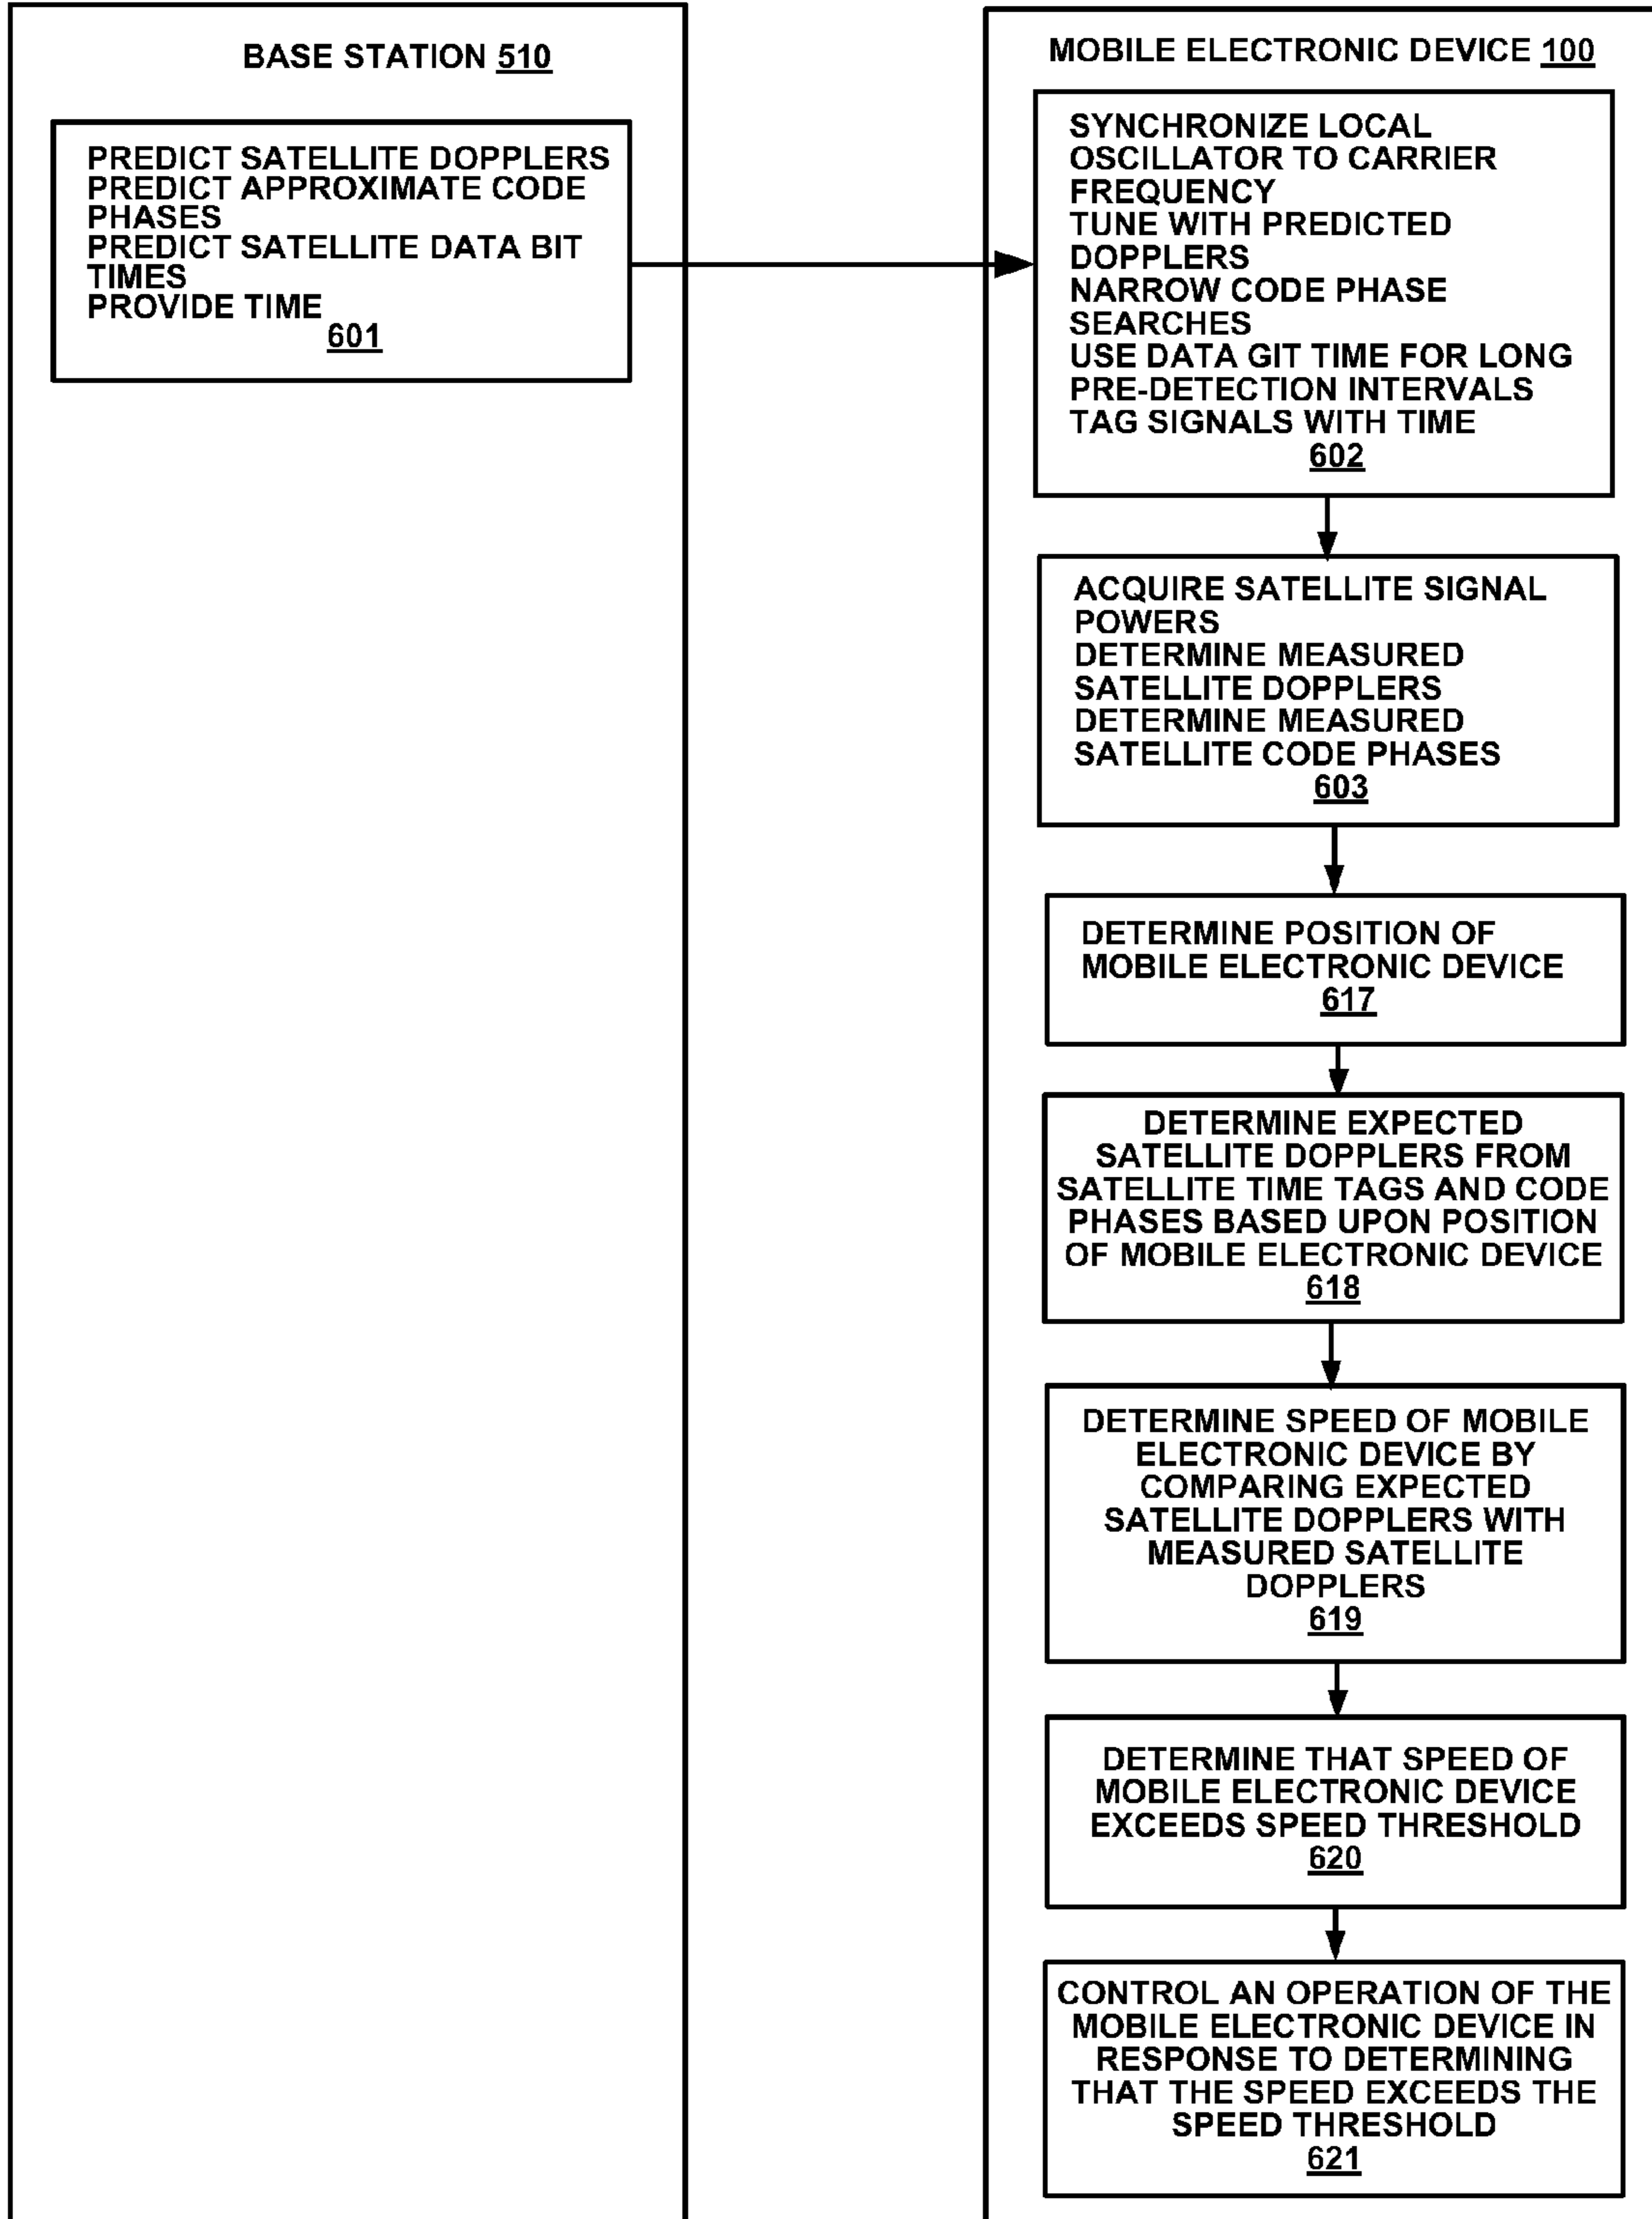 BASE STATION 510
PREDICT SATELLITE DOPPLERS
PREDICT APPROXIMATE CODE
PHASES
PREDICT SATELLITE DATA BIT
TIMES
PROVIDE TIME
601
MOBILE ELECTRONIC DEVICE 100
SYNCHRONIZE LOCAL
OSCILLATOR TO CARRIER
FREQUENCY
TUNE WITH PREDICTED
DOPPLERS
NARROW CODE PHASE
SEARCHES
USE DATA GIT TIME FOR LONG
PRE-DETECTION INTERVALS
TAG SIGNALS WITH TIME
602
ACQUIRE SATELLITE SIGNAL
POWERS
DETERMINE MEASURED
SATELLITE DOPPLERS
DETERMINE MEASURED
SATELLITE CODE PHASES
603
DETERMINE POSITION OF
MOBILE ELECTRONIC DEVICE
617
DETERMINE EXPECTED
SATELLITE DOPPLERS FROM
SATELLITE TIME TAGS AND CODE
PHASES BASED UPON POSITION
OF MOBILE ELECTRONIC DEVICE
618
DETERMINE SPEED OF MOBILE
ELECTRONIC DEVICE BY
COMPARING EXPECTED
SATELLITE DOPPLERS WITH
MEASURED SATELLITE
DOPPLERS
619
DETERMINE THAT SPEED OF
MOBILE ELECTRONIC DEVICE
EXCEEDS SPEED THRESHOLD
620
CONTROL AN OPERATION OF THE
MOBILE ELECTRONIC DEVICE IN
RESPONSE TO DETERMINING
THAT THE SPEED EXCEEDS THE
SPEED THRESHOLD
621